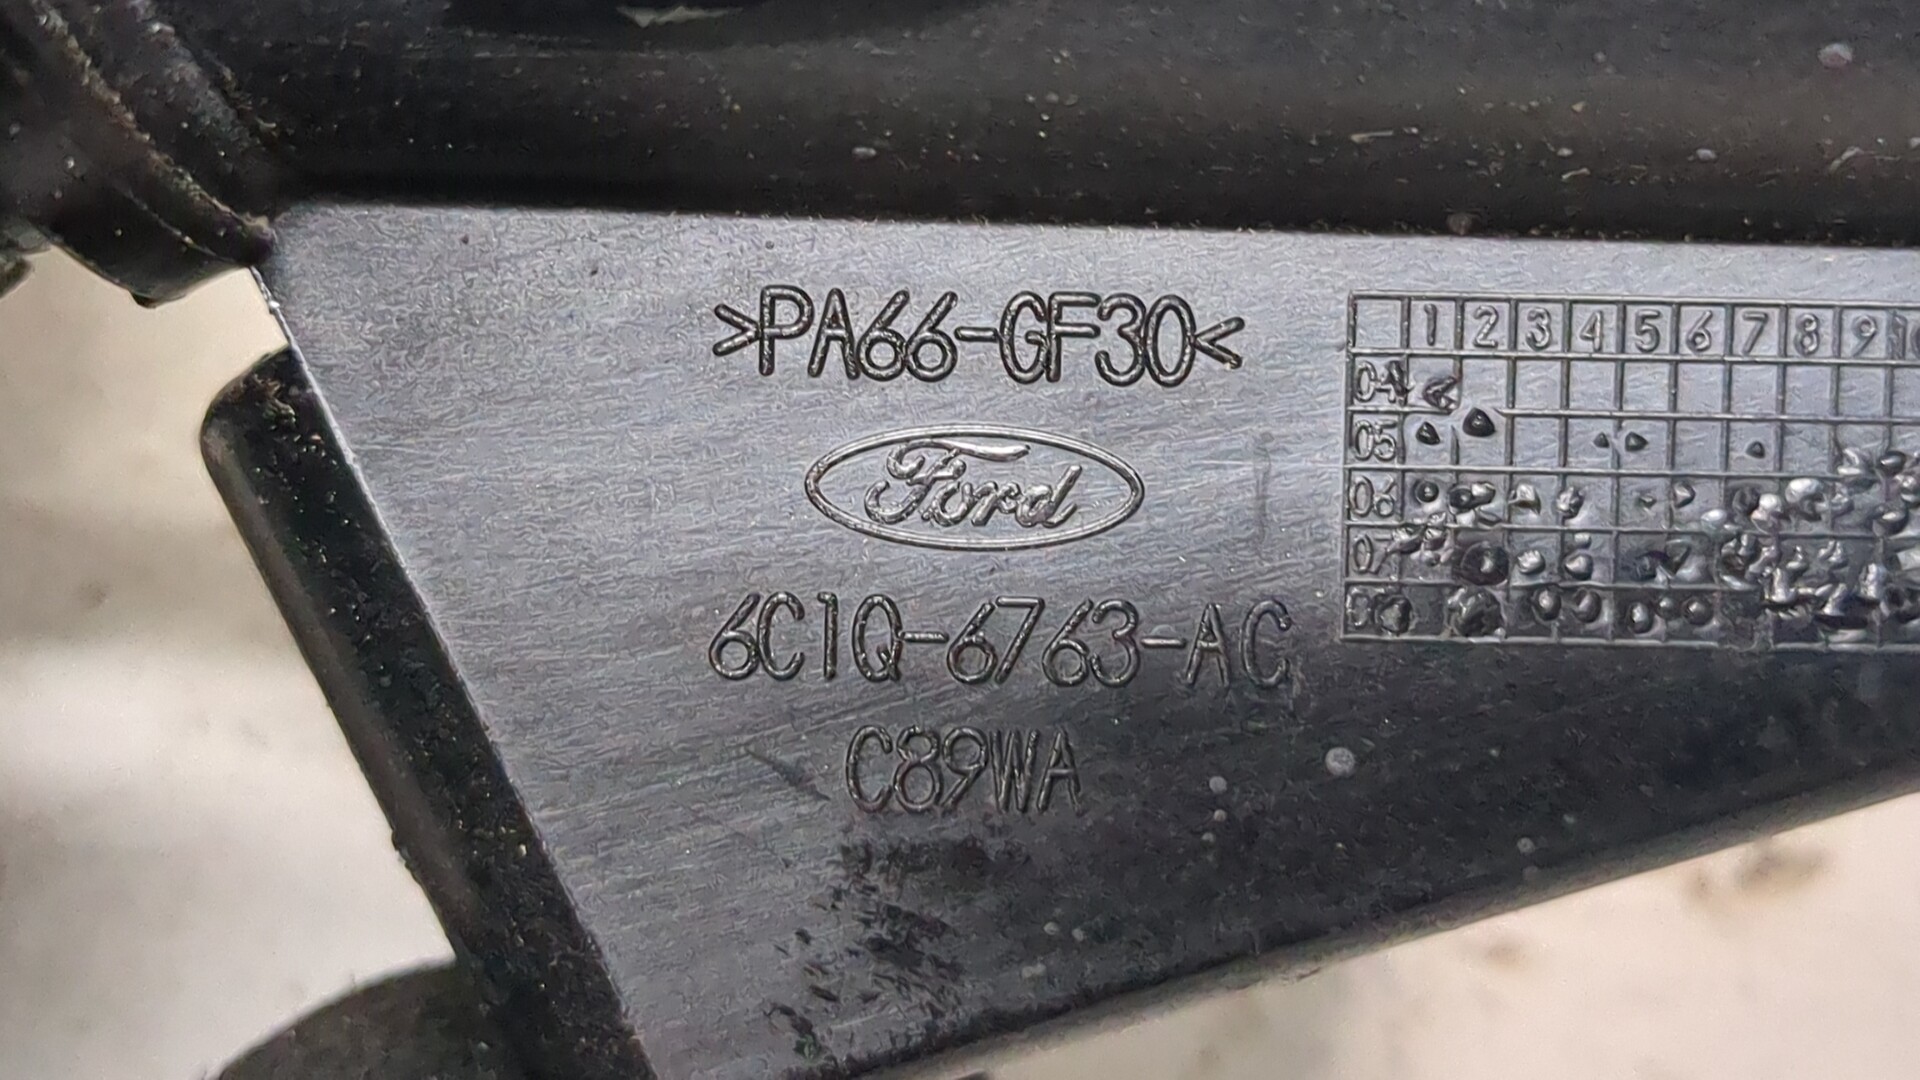 >PA66-GF30<
Ford
6C1Q-6763-AC
C89WA
1 2 3 4 5 6 7 8 9
04
05
06
07